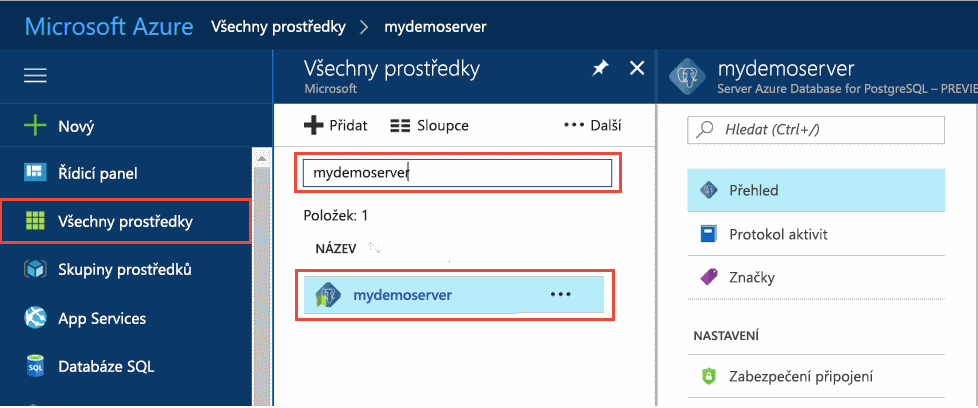 Microsoft Azure Všechny prostředky > mydemoserver
Nový
Řídicí panel
Všechny prostředky
Skupiny prostředků
App Services
SQL Databáze SQL
Všechny prostředky
Microsoft
Přidat Sloupce ••• Další
mydemoserver
Položek: 1
NÁZEV
mydemoserver •••
mydemoserver
Server Azure Database for PostgreSQL – PREVIE
Hledat (Ctrl+/)
Přehled
Protokol aktivit
Značky
NASTAVENÍ
Zabezpečení připojení